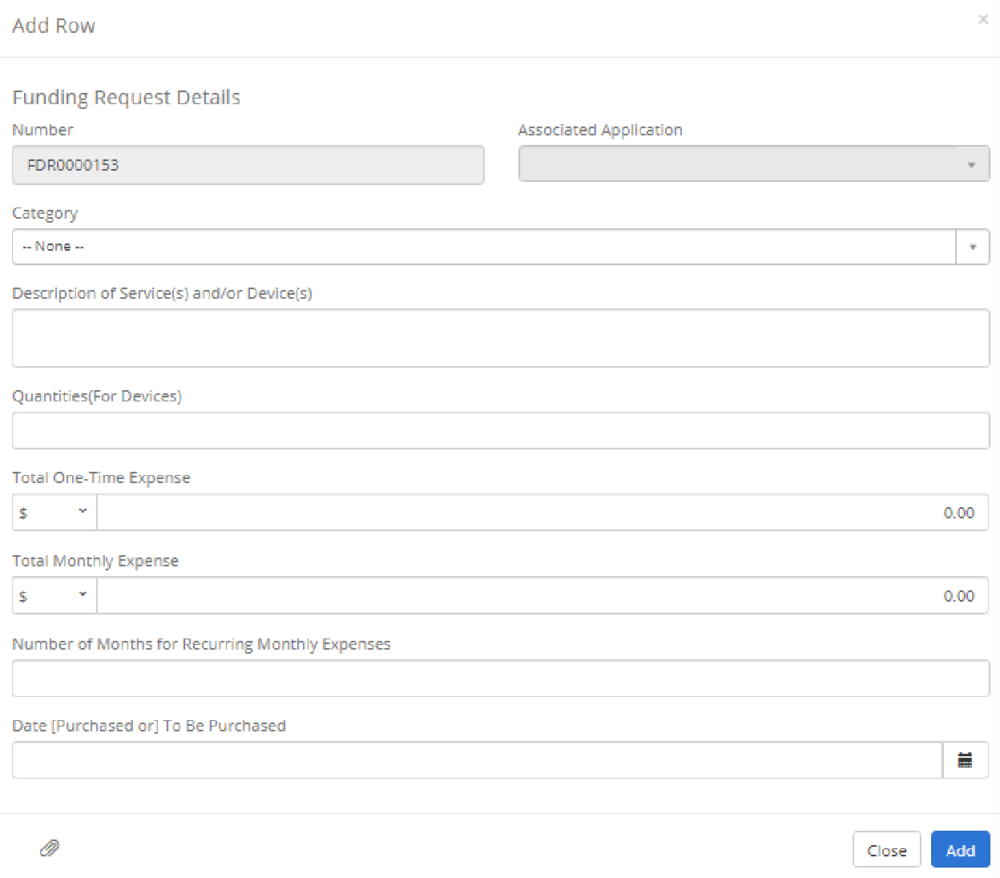 Add Row ×
Funding Request Details
Number Associated Application
FDR0000153
Category
-- None --
Description of Service(s) and/or Device(s)
Quantities(For Devices)
Total One-Time Expense
$ 0.00
Total Monthly Expense
$ 0.00
Number of Months for Recurring Monthly Expenses
Date [Purchased or] To Be Purchased
Close Add